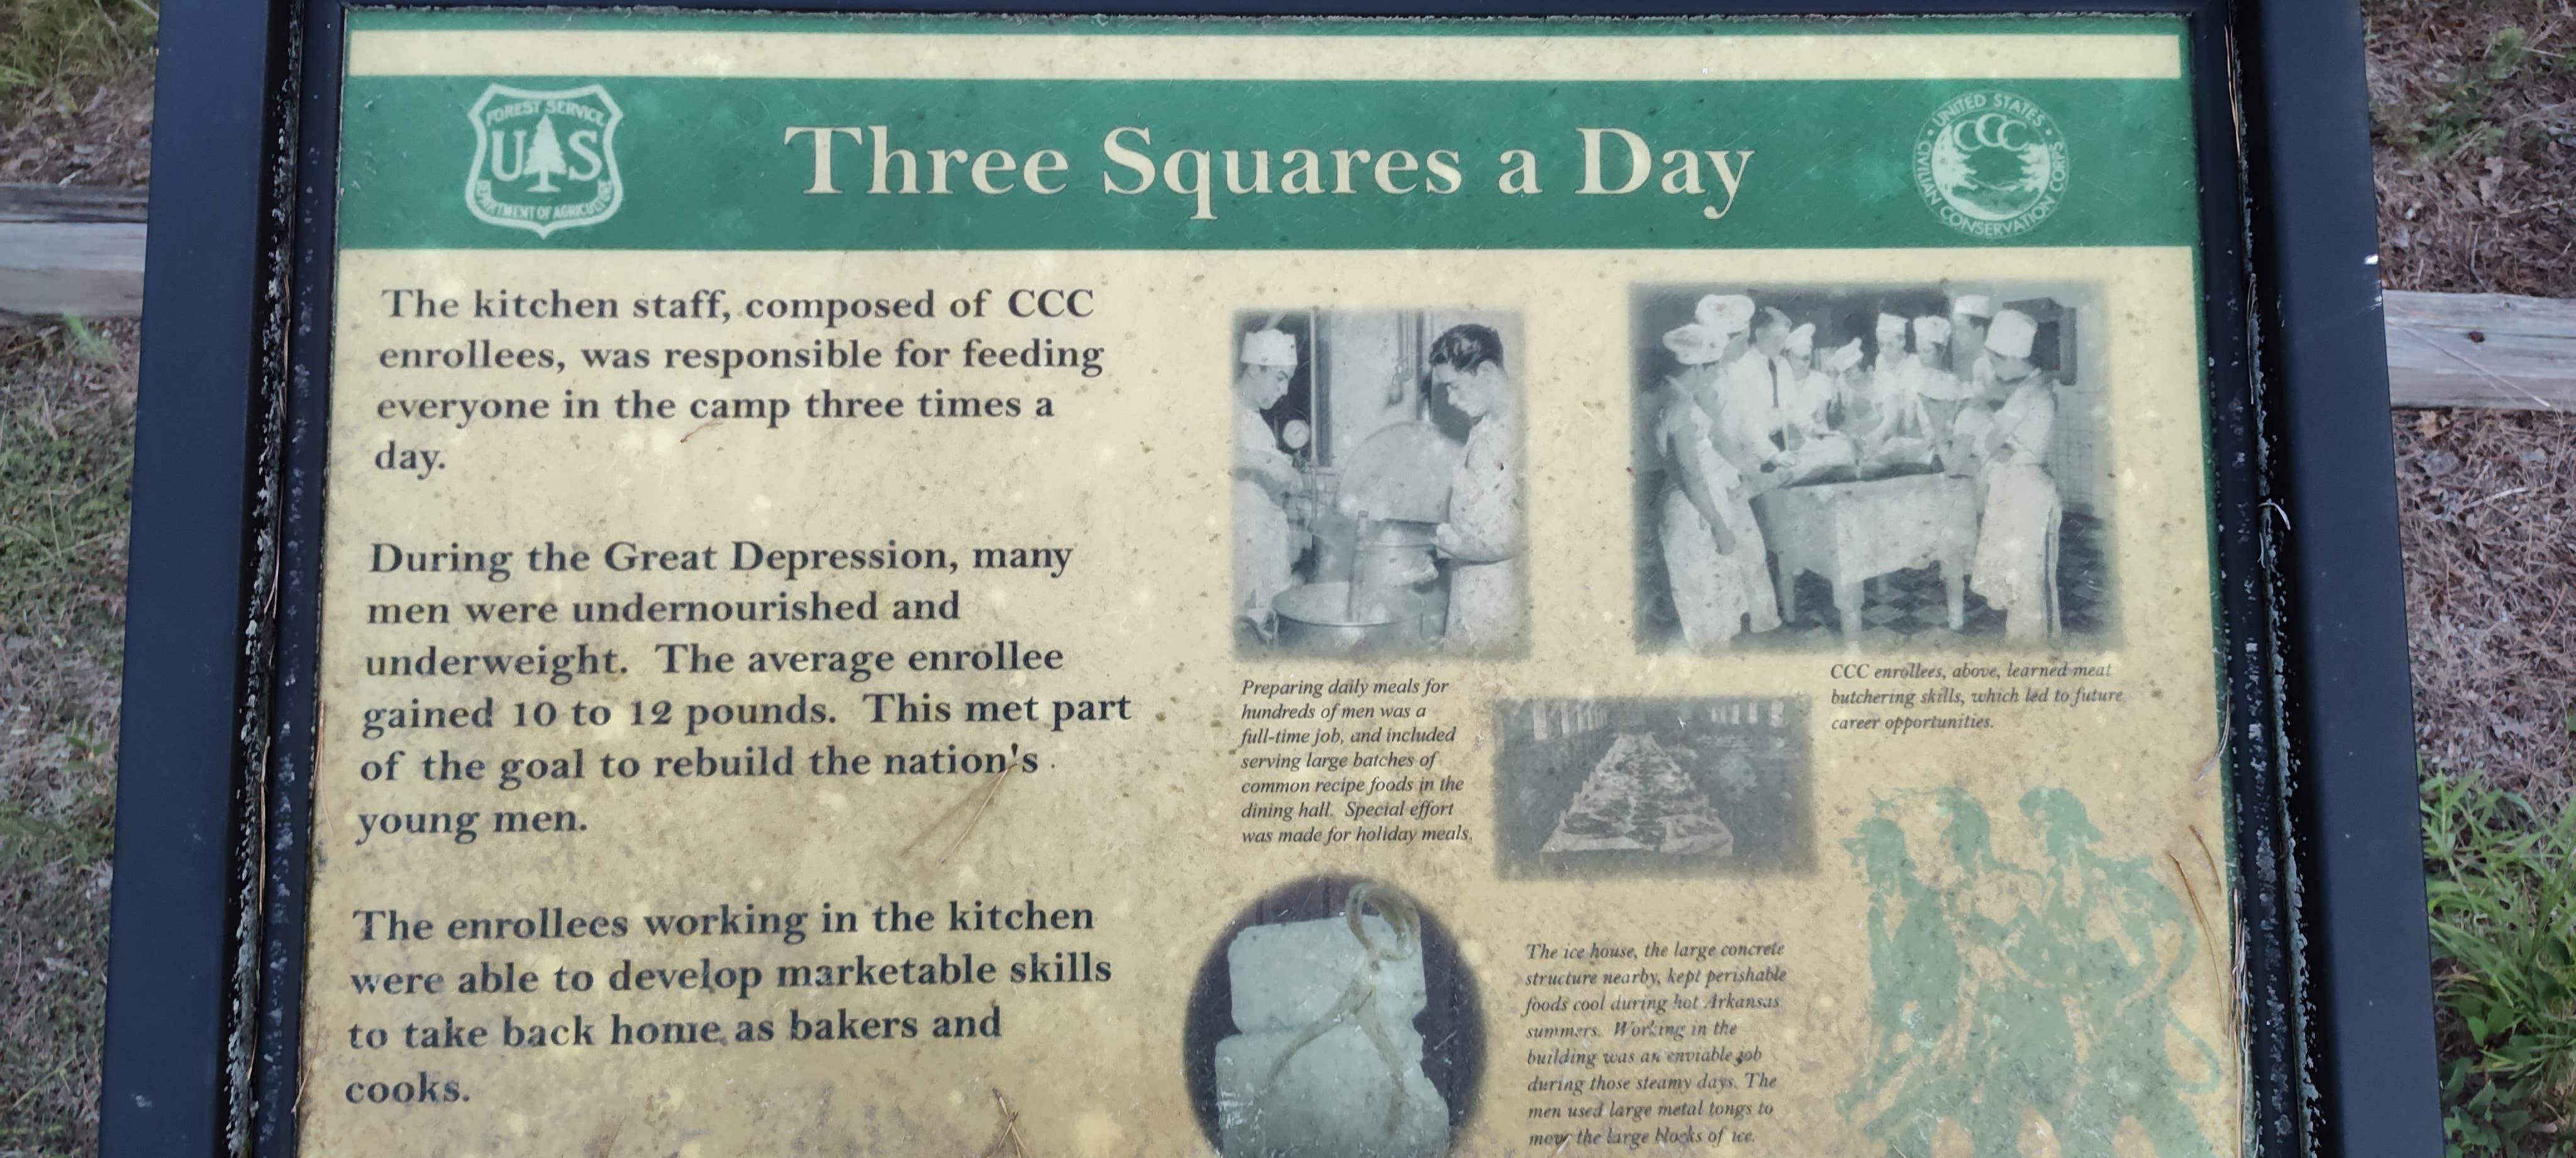 FOREST SERVICE
US
DEPARTMENT OF AGRICULTURE
Three Squares a Day
UNITED STATES
CCC
CIVILIAN CONSERVATION CORPS
The kitchen staff, composed of CCC
enrollees, was responsible for feeding
everyone in the camp three times a
day.
During the Great Depression, many
men were undernourished and
underweight. The average enrollee
gained 10 to 12 pounds. This met part
of the goal to rebuild the nation's
young men.
The enrollees working in the kitchen
were able to develop marketable skills
to take back home as bakers and
cooks.
Preparing daily meals for
hundreds of men was a
full-time job, and included
serving large batches of
common recipe foods in the
dining hall. Special effort
was made for holiday meals.
CCC enrollees, above, learned meat
butchering skills, which led to future
career opportunities.
The ice house, the large concrete
structure nearby, kept perishable
foods cool during hot Arkansas
summers. Working in the
building was an enviable job
during those steamy days. The
men used large metal tongs to
move the large blocks of ice.